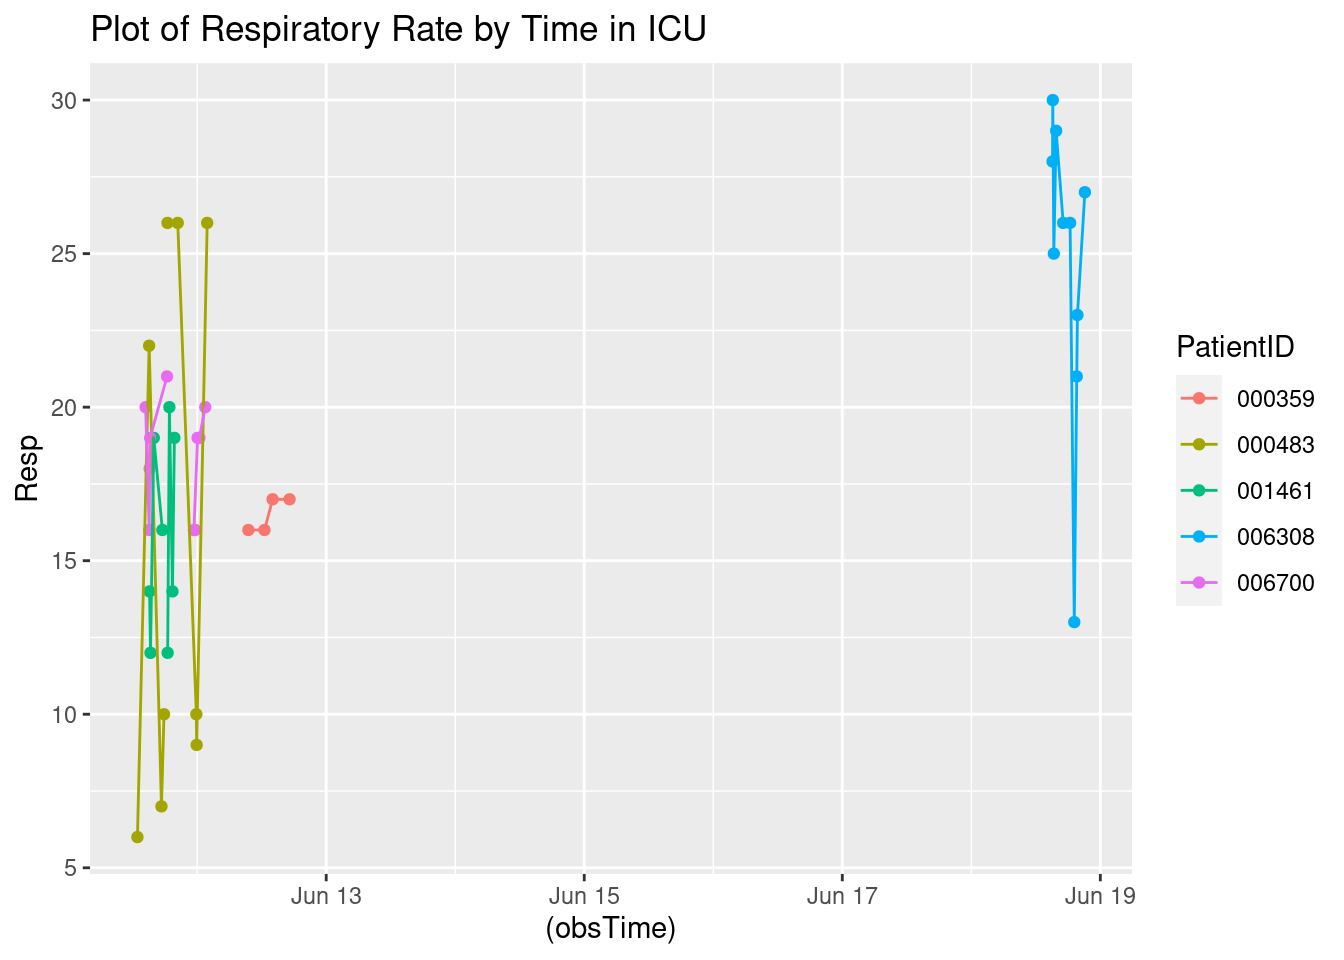 Plot of Respiratory Rate by Time in ICU
30
25
20
15
10
5
Resp
Jun 13
Jun 15
Jun 17
Jun 19
(obsTime)
PatientID
000359
000483
001461
006308
006700